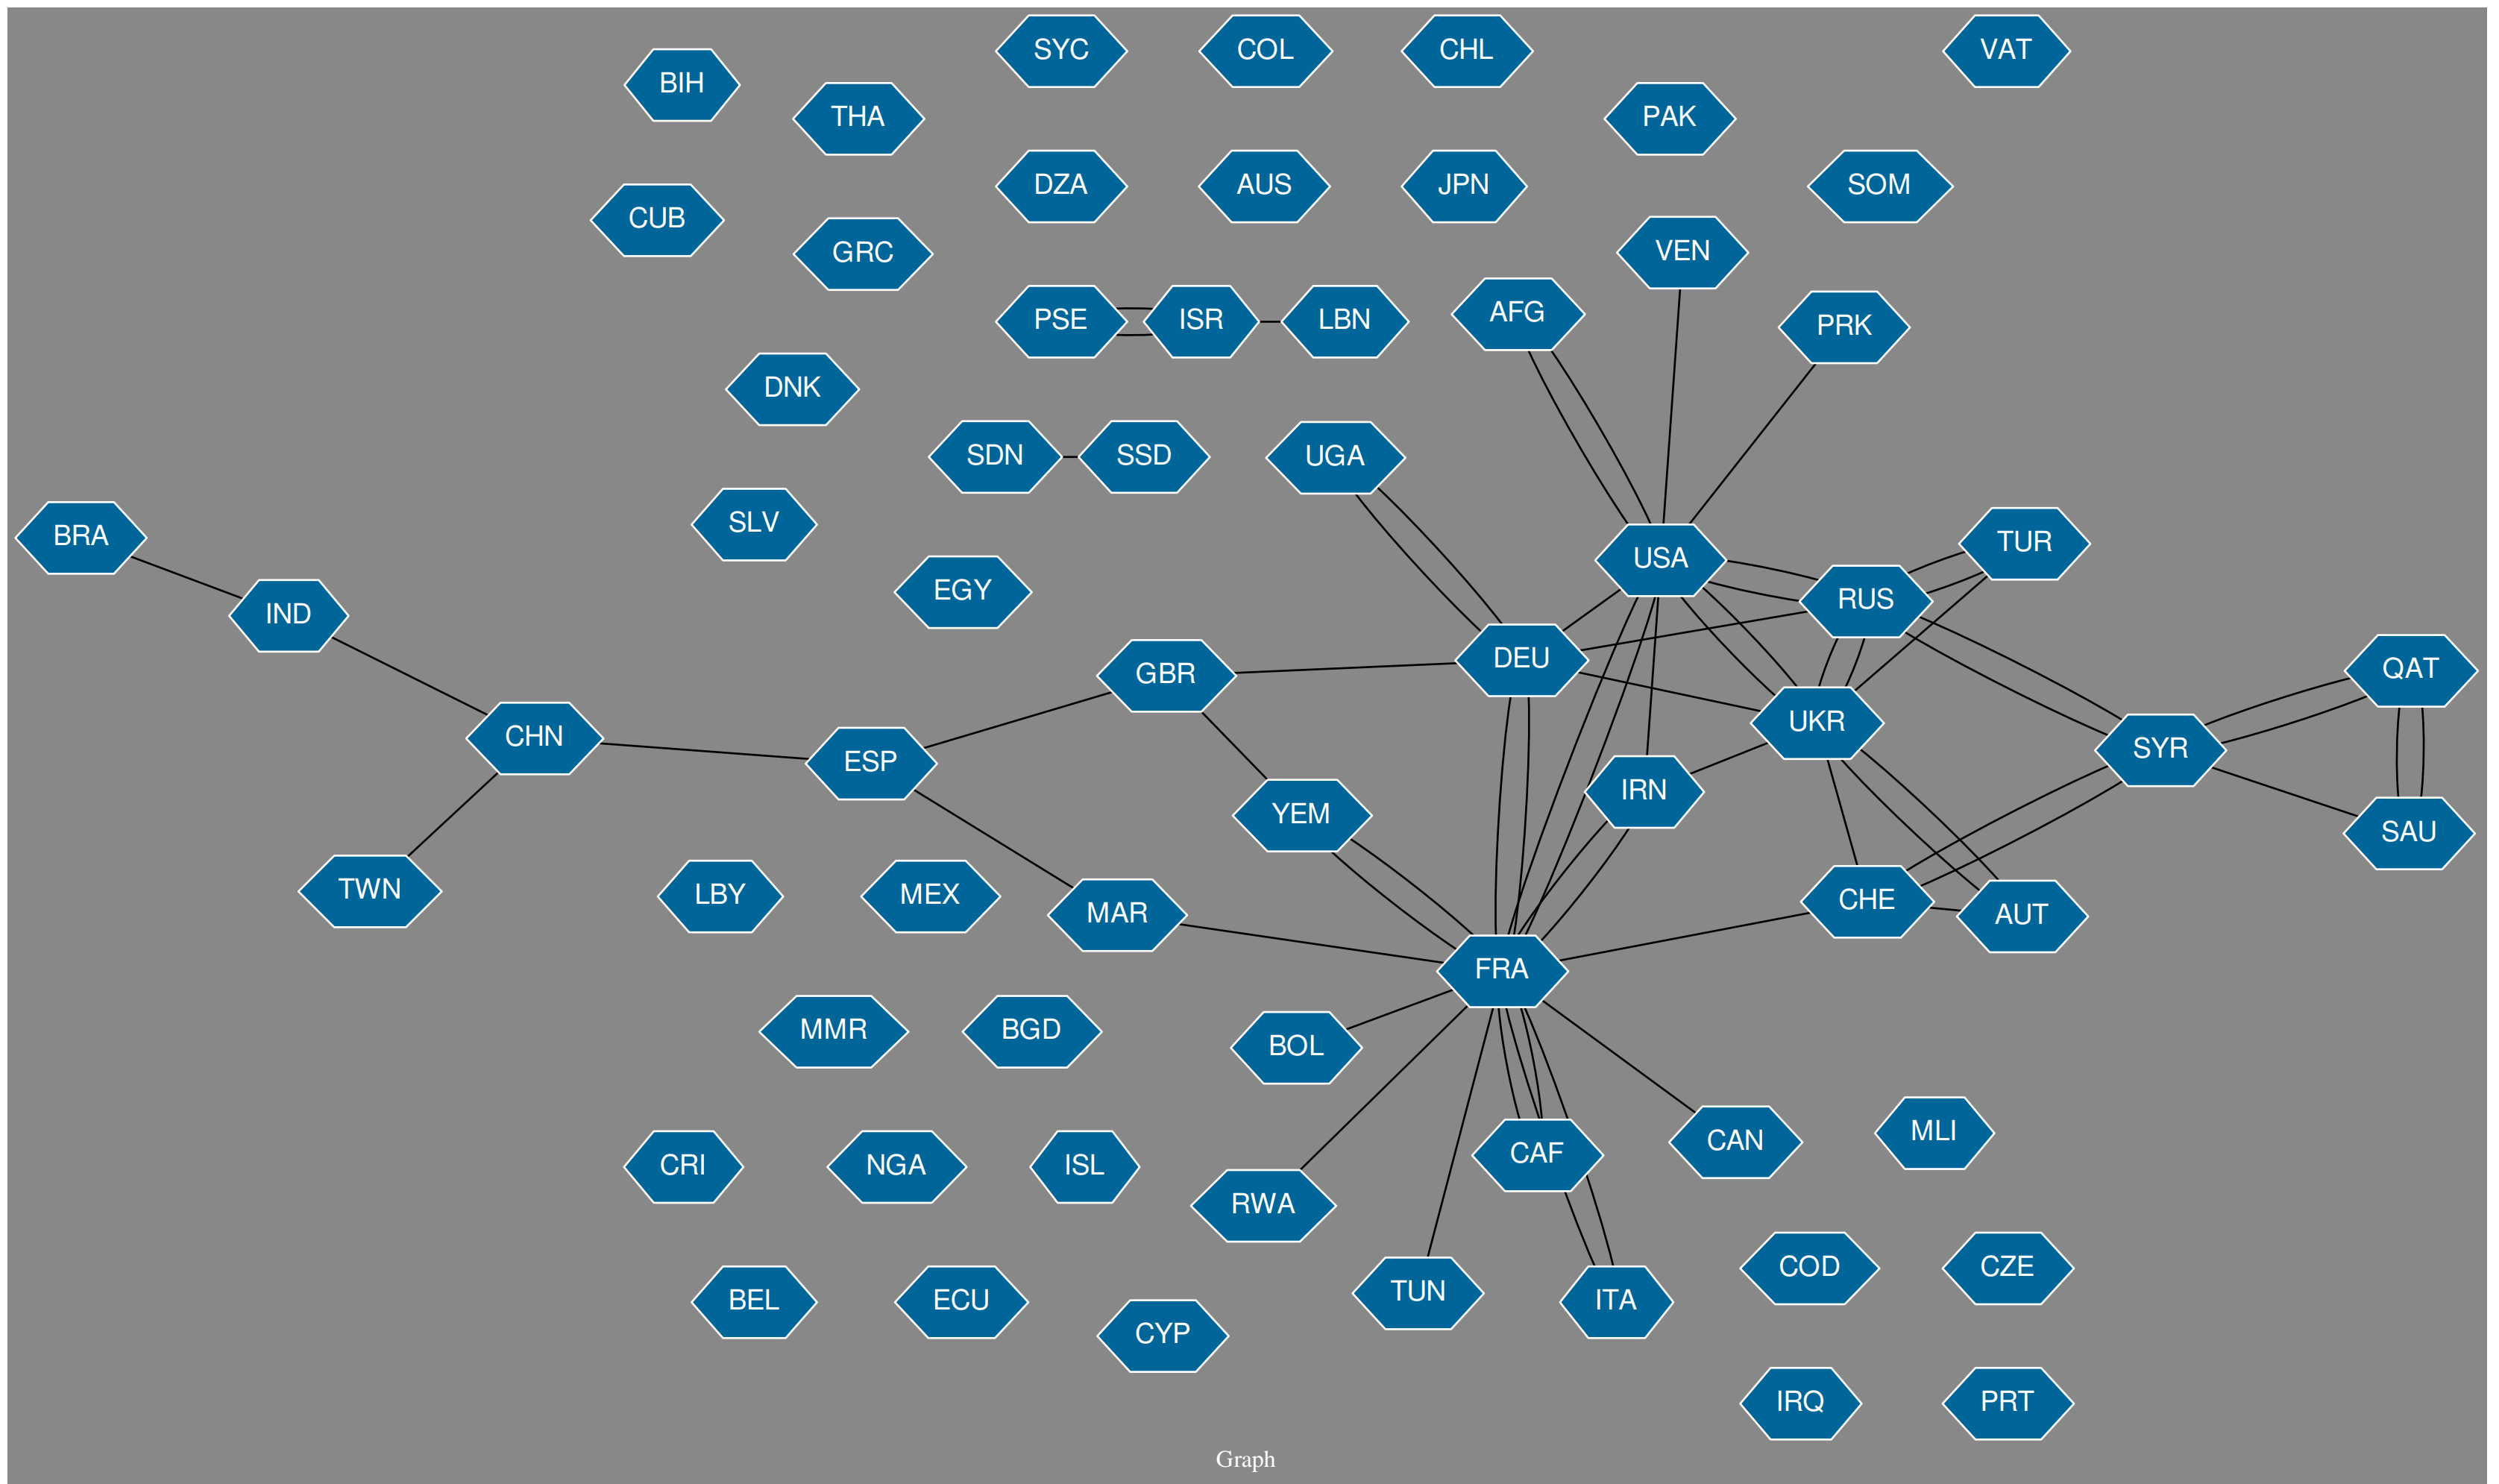 SYC
COL
CHL
VAT
BIH
THA
PAK
DZA
AUS
JPN
SOM
CUB
GRC
VEN
AFG
PSE
ISR
LBN
PRK
DNK
SDN
SSD
UGA
SLV
BRA
TUR
USA
EGY
RUS
IND
DEU
GBR
QAT
UKR
CHN
SYR
ESP
IRN
YEM
SAU
TWN
LBY
MEX
CHE
MAR
AUT
FRA
MMR
BGD
BOL
CAN
MLI
CAF
CRI
NGA
ISL
RWA
COD
CZE
TUN
BEL
ECU
ITA
CYP
IRQ
PRT
Graph